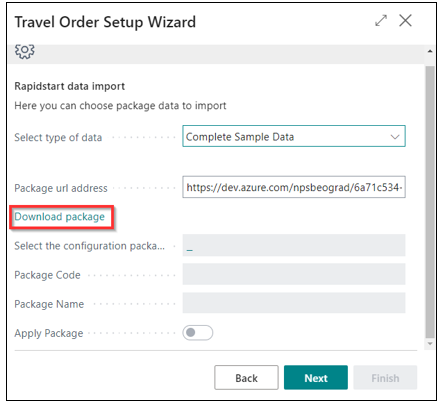 Travel Order Setup Wizard
Rapidstart data import
Here you can choose package data to import
Select type of data
Complete Sample Data
Package url address
https://dev.azure.com/npsbeograd/6a71c534-
Download package
Select the configuration packa...
_
Package Code
Package Name
Apply Package
Back
Next
Finish